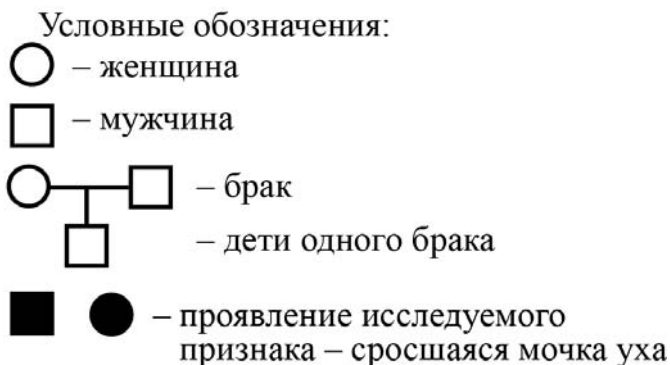 Условные обозначения:
– женщина
– мужчина
– брак
– дети одного брака
– проявление исследуемого
признака – сросшаяся мочка уха